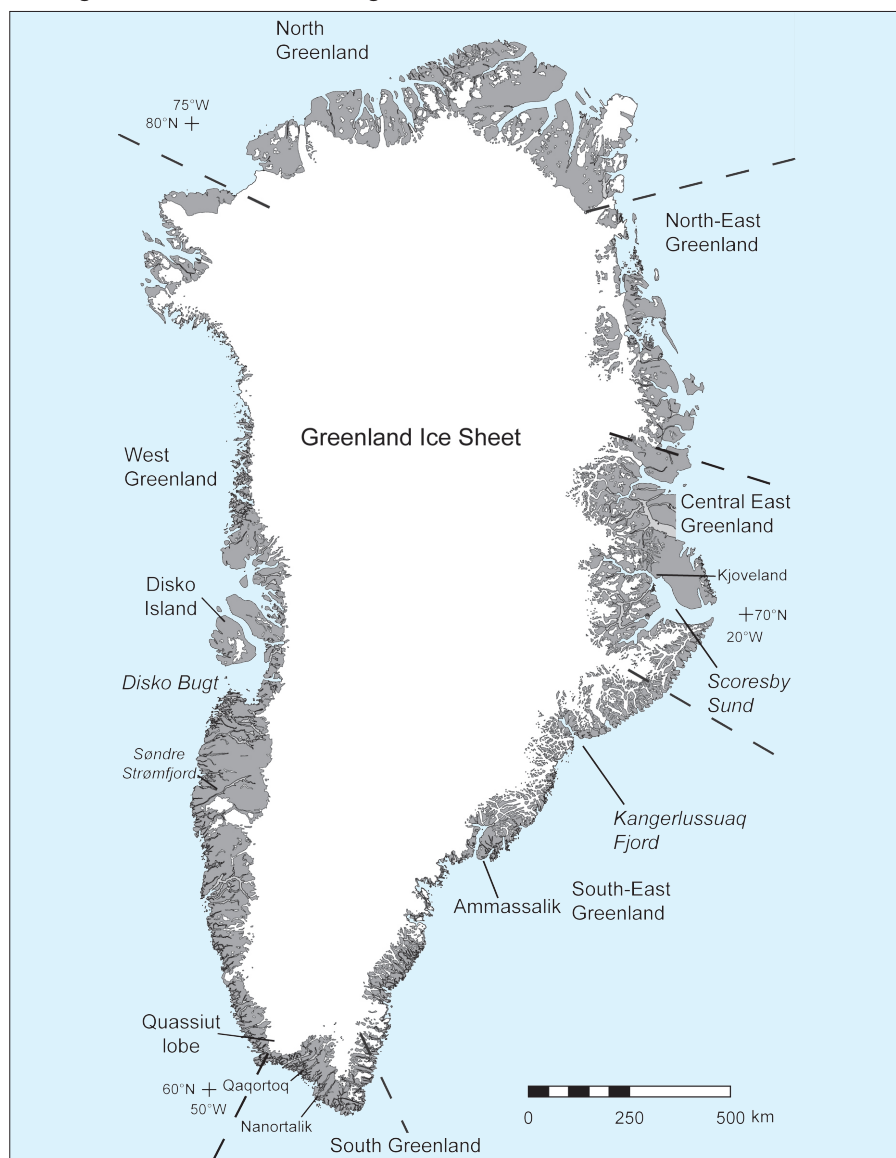 North
Greenland
75°W
80°N
North-East
Greenland
Greenland Ice Sheet
West
Greenland
Central East
Greenland
Kjoveland
Disko
Island
70°N
20°W
Disko Bugt
Scoresby
Sund
Søndre
Strømfjord
Kangerlussuaq
Fjord
Ammassalik
South-East
Greenland
Quassiut
lobe
Qaqortoq
60°N
50°W
Nanortalik
South Greenland
0 250 500 km